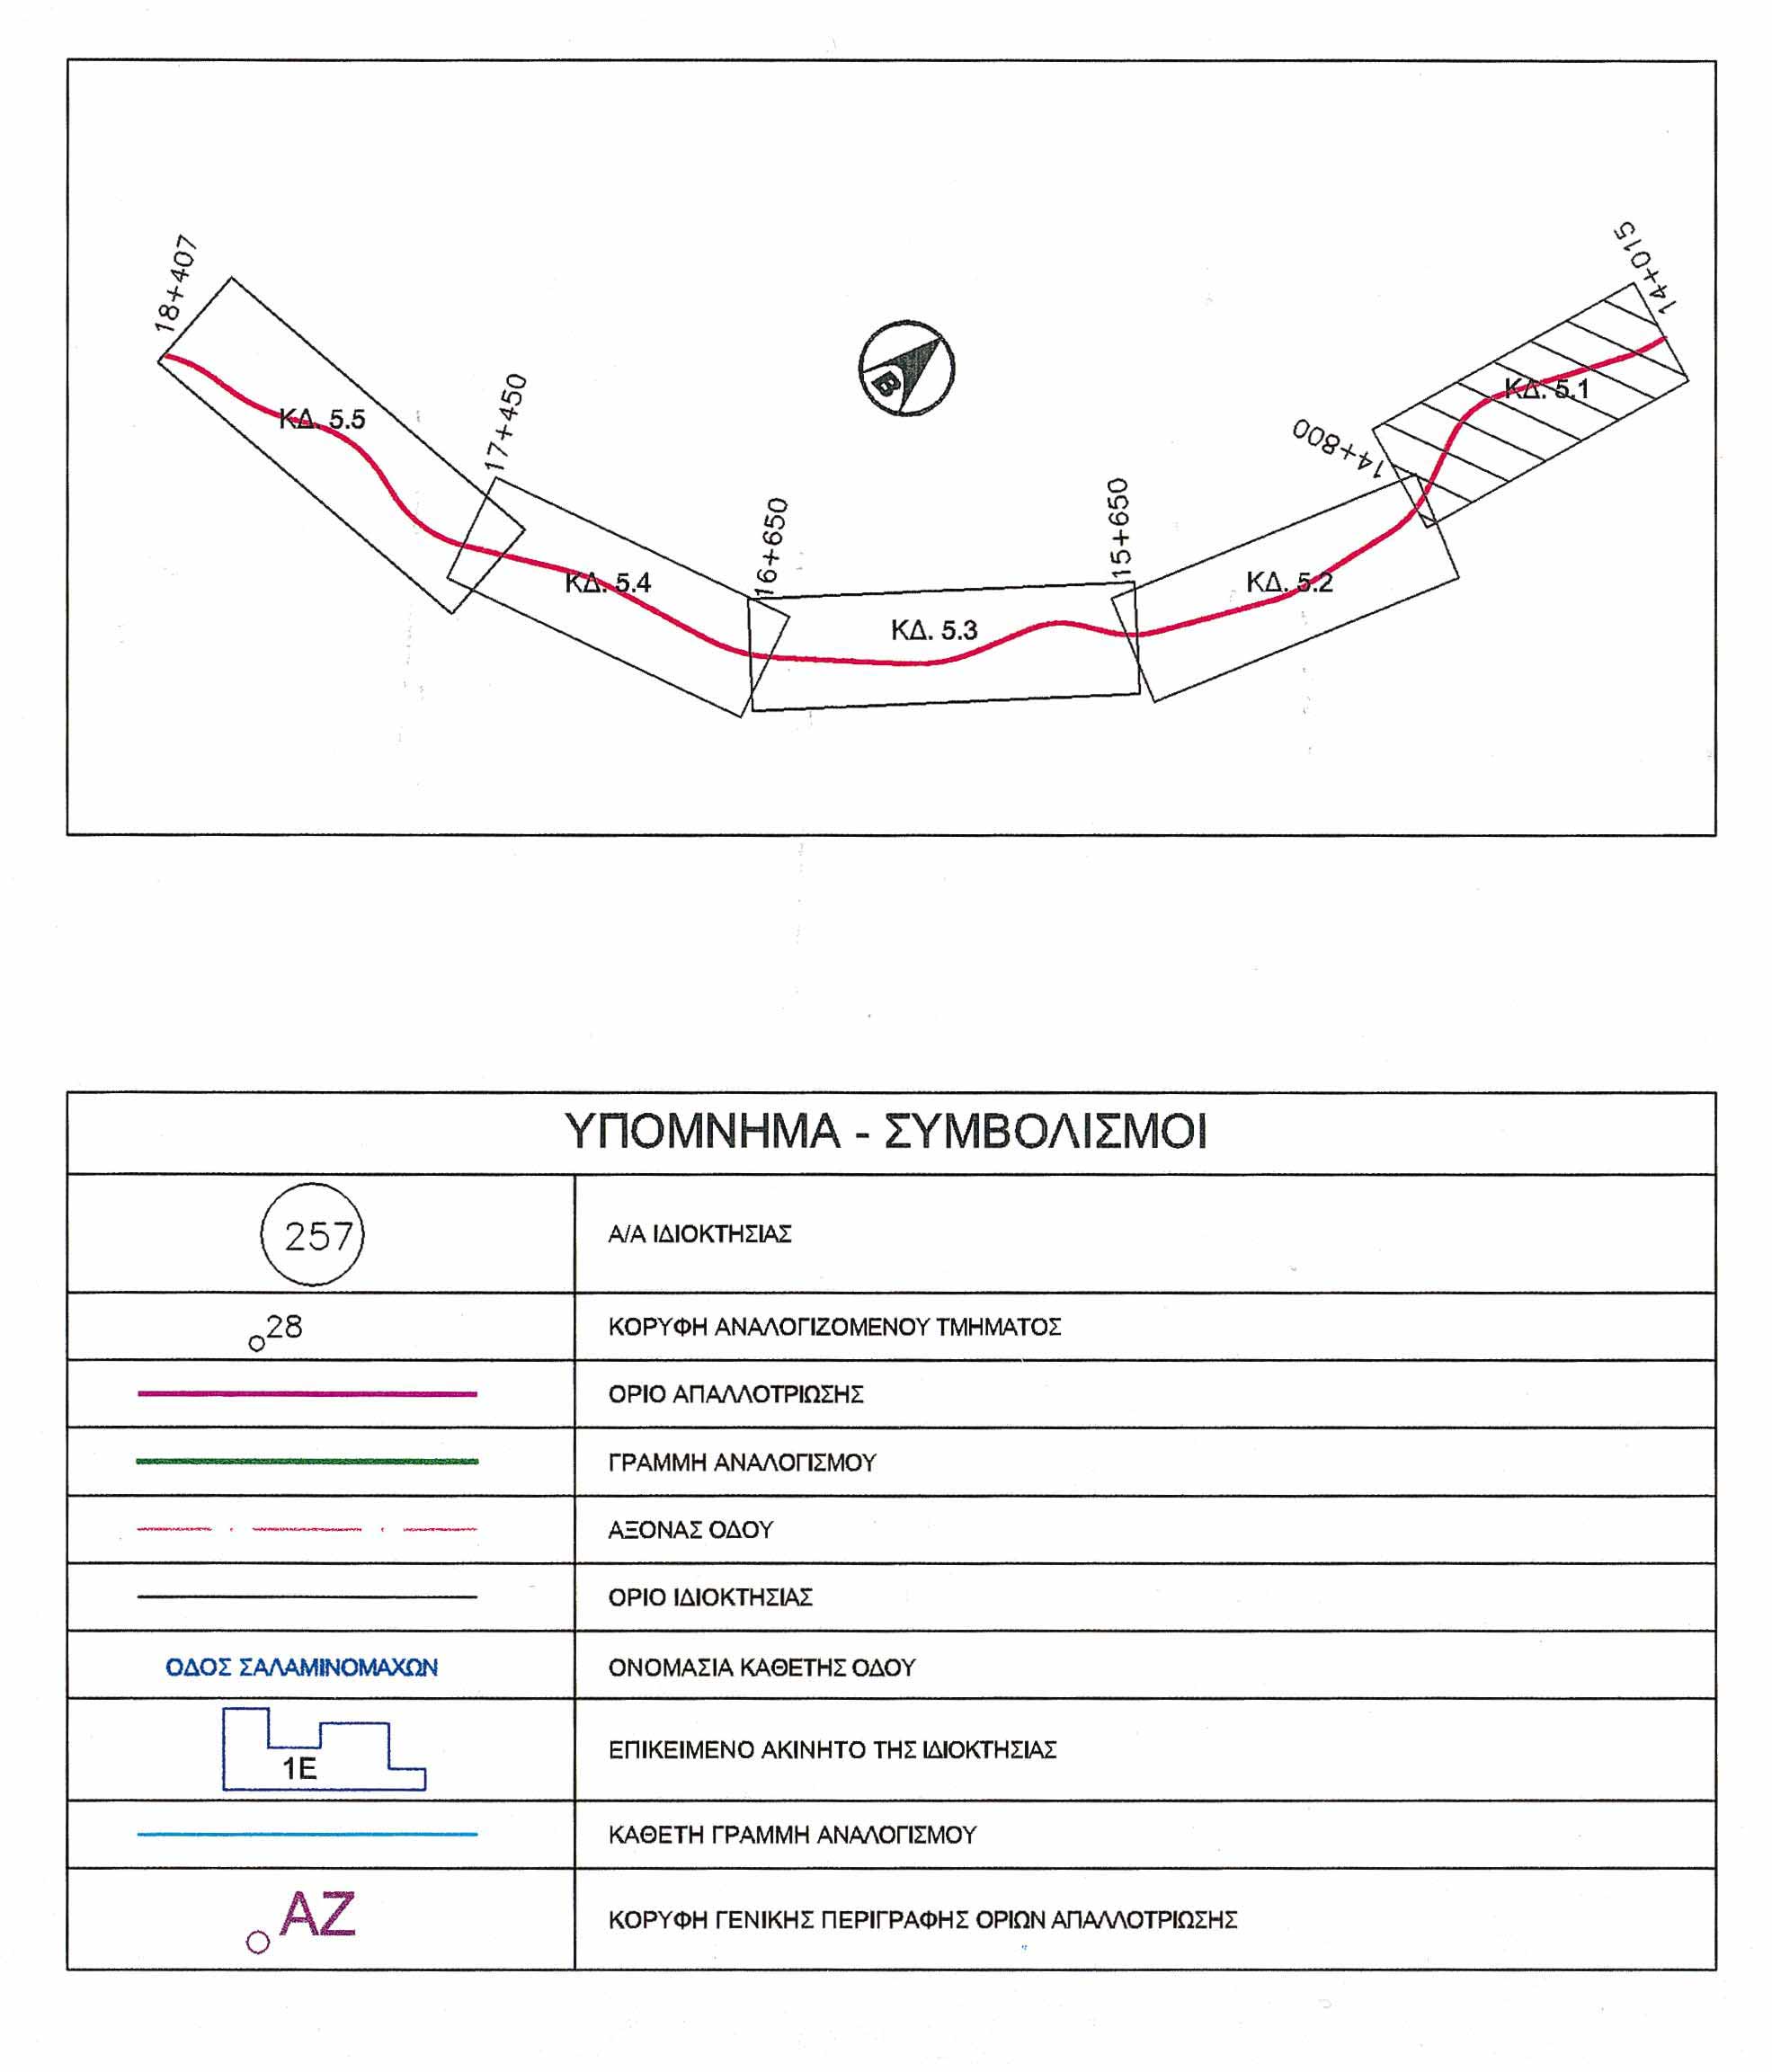 18+407
17+450
16+650
15+650
14+800
14+015
ΚΔ. 5.5
ΚΔ. 5.4
ΚΔ. 5.3
ΚΔ. 5.2
ΚΔ. 5.1
Β
ΥΠΟΜΝΗΜΑ - ΣΥΜΒΟΛΙΣΜΟΙ
257 Α/Α ΙΔΙΟΚΤΗΣΙΑΣ
28 ΚΟΡΥΦΗ ΑΝΑΛΟΓΙΖΟΜΕΝΟΥ ΤΜΗΜΑΤΟΣ
ΟΡΙΟ ΑΠΑΛΛΟΤΡΙΩΣΗΣ
ΓΡΑΜΜΗ ΑΝΑΛΟΓΙΣΜΟΥ
ΑΞΟΝΑΣ ΟΔΟΥ
ΟΡΙΟ ΙΔΙΟΚΤΗΣΙΑΣ
ΟΔΟΣ ΣΑΛΑΜΙΝΟΜΑΧΩΝ ΟΝΟΜΑΣΙΑ ΚΑΘΕΤΗΣ ΟΔΟΥ
1Ε ΕΠΙΚΕΙΜΕΝΟ ΑΚΙΝΗΤΟ ΤΗΣ ΙΔΙΟΚΤΗΣΙΑΣ
ΚΑΘΕΤΗ ΓΡΑΜΜΗ ΑΝΑΛΟΓΙΣΜΟΥ
ΑΖ ΚΟΡΥΦΗ ΓΕΝΙΚΗΣ ΠΕΡΙΓΡΑΦΗΣ ΟΡΙΩΝ ΑΠΑΛΛΟΤΡΙΩΣΗΣ